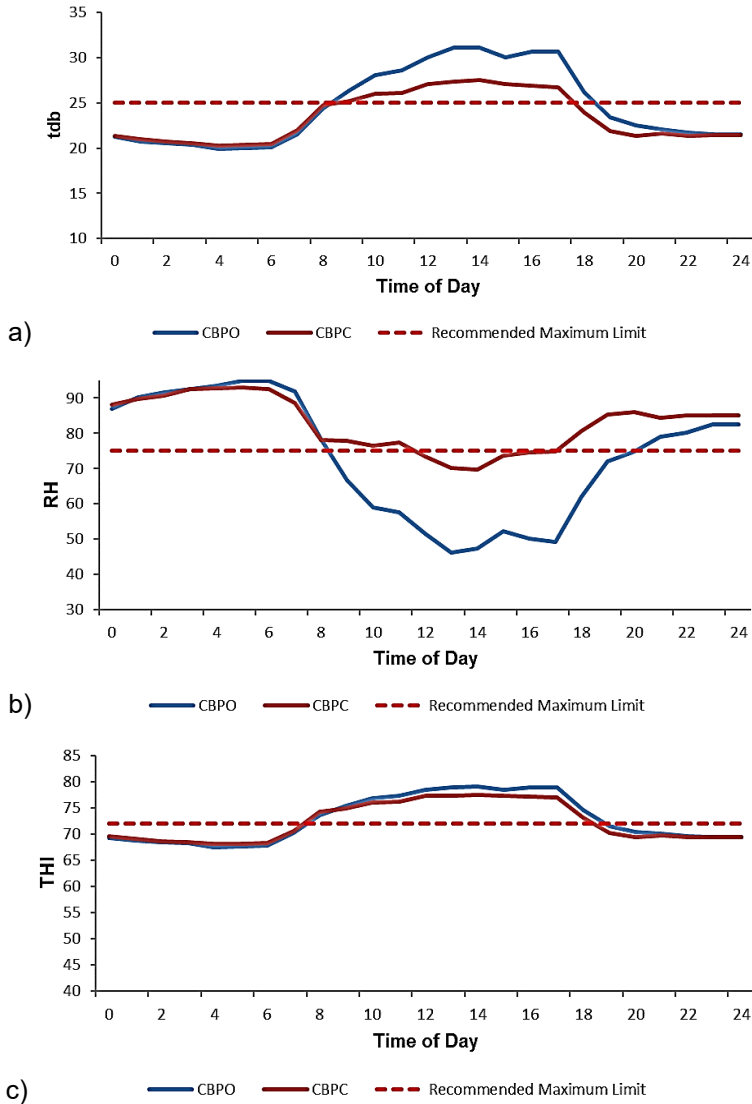 35
30
25
20
15
10
tdb
0 2 4 6 8 10 12 14 16 18 20 22 24
Time of Day
a)
CBPO CBPC Recommended Maximum Limit
90
80
70
60
50
40
30
RH
0 2 4 6 8 10 12 14 16 18 20 22 24
Time of Day
b)
CBPO CBPC Recommended Maximum Limit
85
80
75
70
65
60
55
50
45
40
THI
0 2 4 6 8 10 12 14 16 18 20 22 24
Time of Day
c)
CBPO CBPC Recommended Maximum Limit